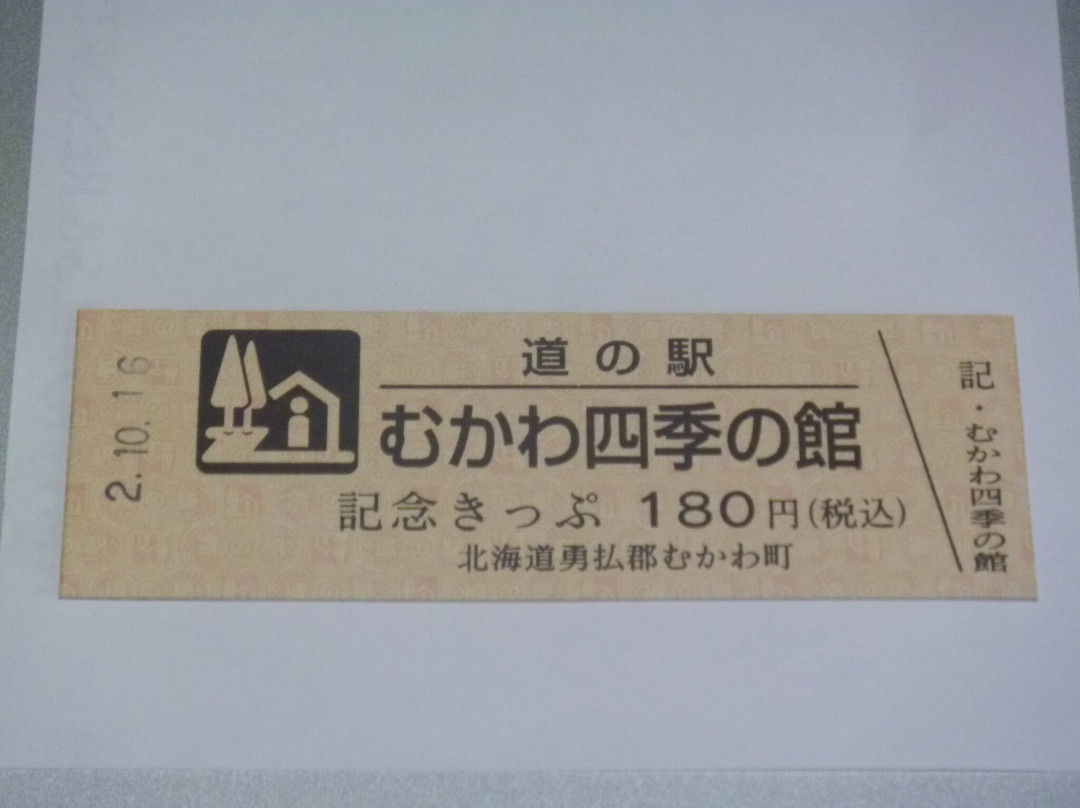 2.10.16
道の駅
むかわ四季の館
記念きっぷ 180円(税込)
北海道勇払郡むかわ町
記・むかわ四季の館